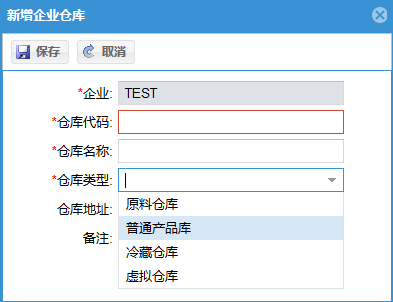 新增企业仓库
保存 取消
*企业: TEST
*仓库代码:
*仓库名称:
*仓库类型:
仓库地址:
原料仓库
普通产品库
备注:
冷藏仓库
虚拟仓库